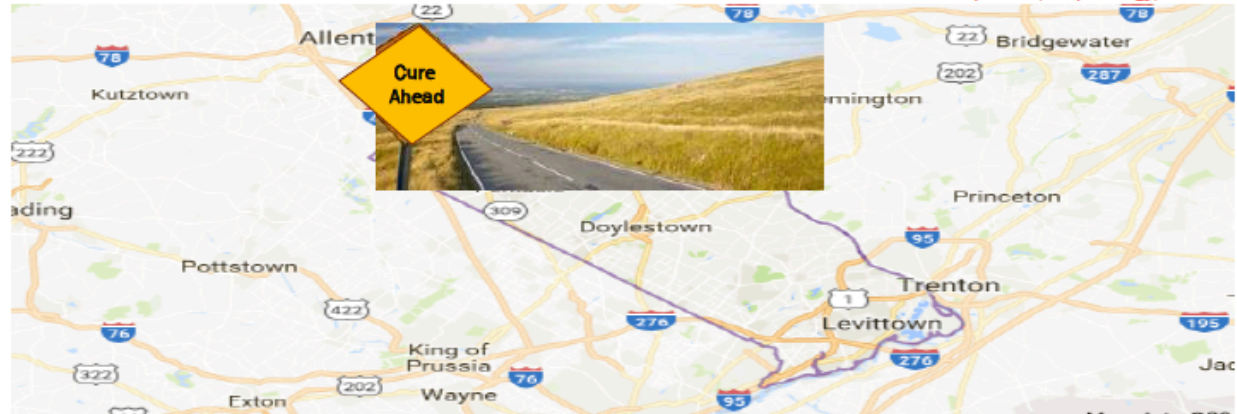 22
78
78
Allent
22
Bridgewater
Cure
Ahead
78
202
287
Kutztown
emington
222
Princeton
ading
309
Doylestown
95
Pottstown
Trenton
422
1
276
Levittown
195
76
King of
Prussia
276
Jac
322
202
76
Wayne
Exton
95